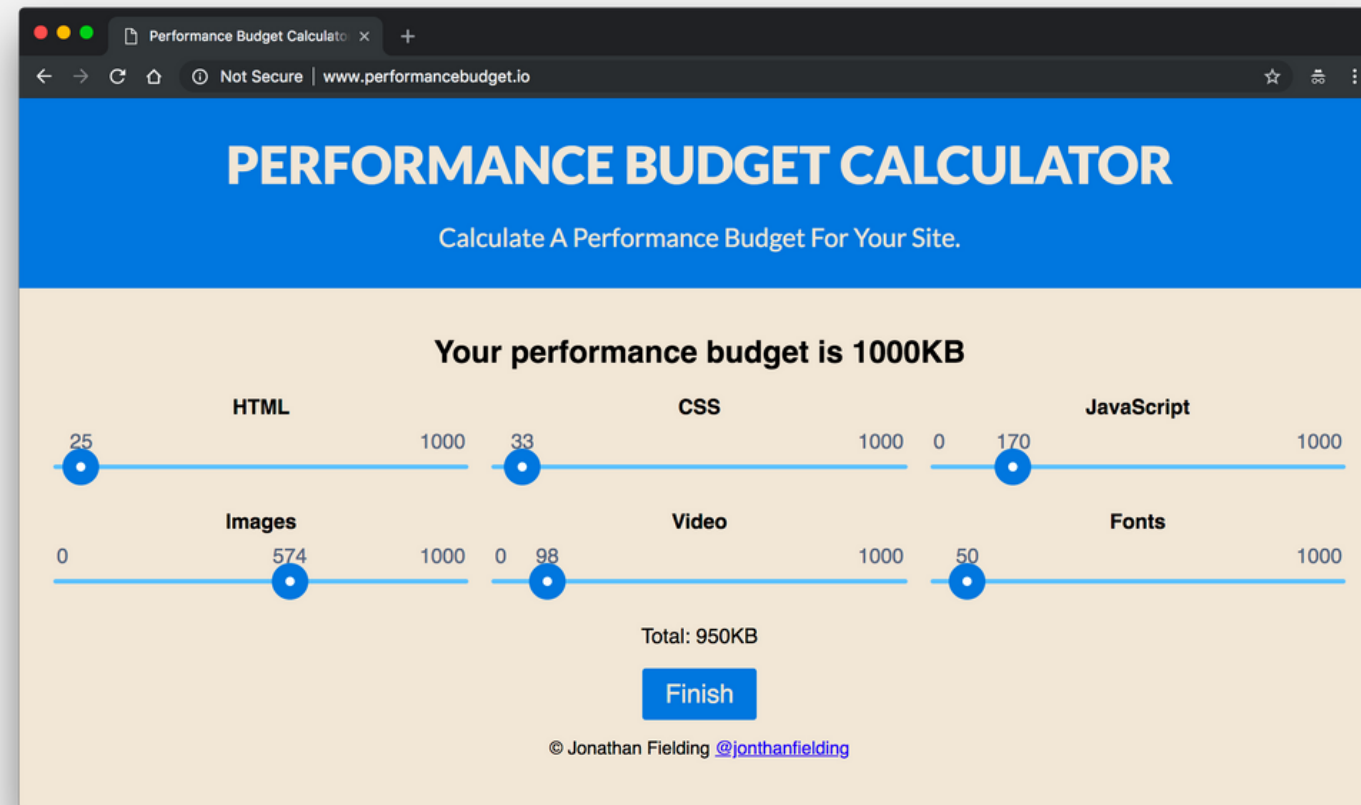 Performance Budget Calculato
Not Secure | www.performancebudget.io
PERFORMANCE BUDGET CALCULATOR
Calculate A Performance Budget For Your Site.
Your performance budget is 1000KB
HTML CSS JavaScript
25 1000 33 1000 0 170 1000
Images Video Fonts
0 574 1000 0 98 1000 50 1000
Total: 950KB
Finish
© Jonathan Fielding @jonthanfielding